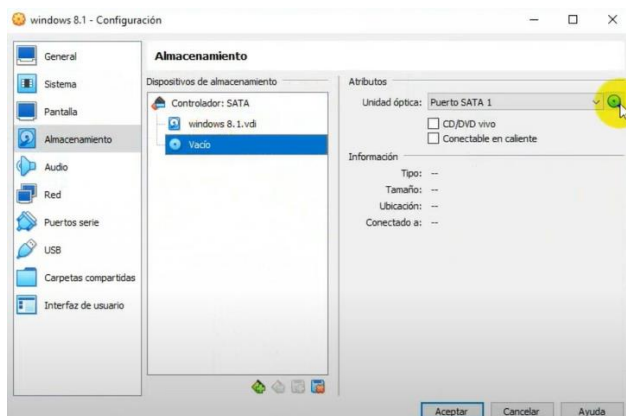 windows 8.1 - Configuración
General
Sistema
Pantalla
Almacenamiento
Audio
Red
Puertos serie
USB
Carpetas compartidas
Interfaz de usuario
Almacenamiento
Dispositivos de almacenamiento
Controlador: SATA
windows 8.1.vdi
Vacío
Atributos
Unidad óptica: Puerto SATA 1
CD/DVD vivo
Conectable en caliente
Información
Tipo: --
Tamaño: --
Ubicación: --
Conectado a: --
Aceptar Cancelar Ayuda